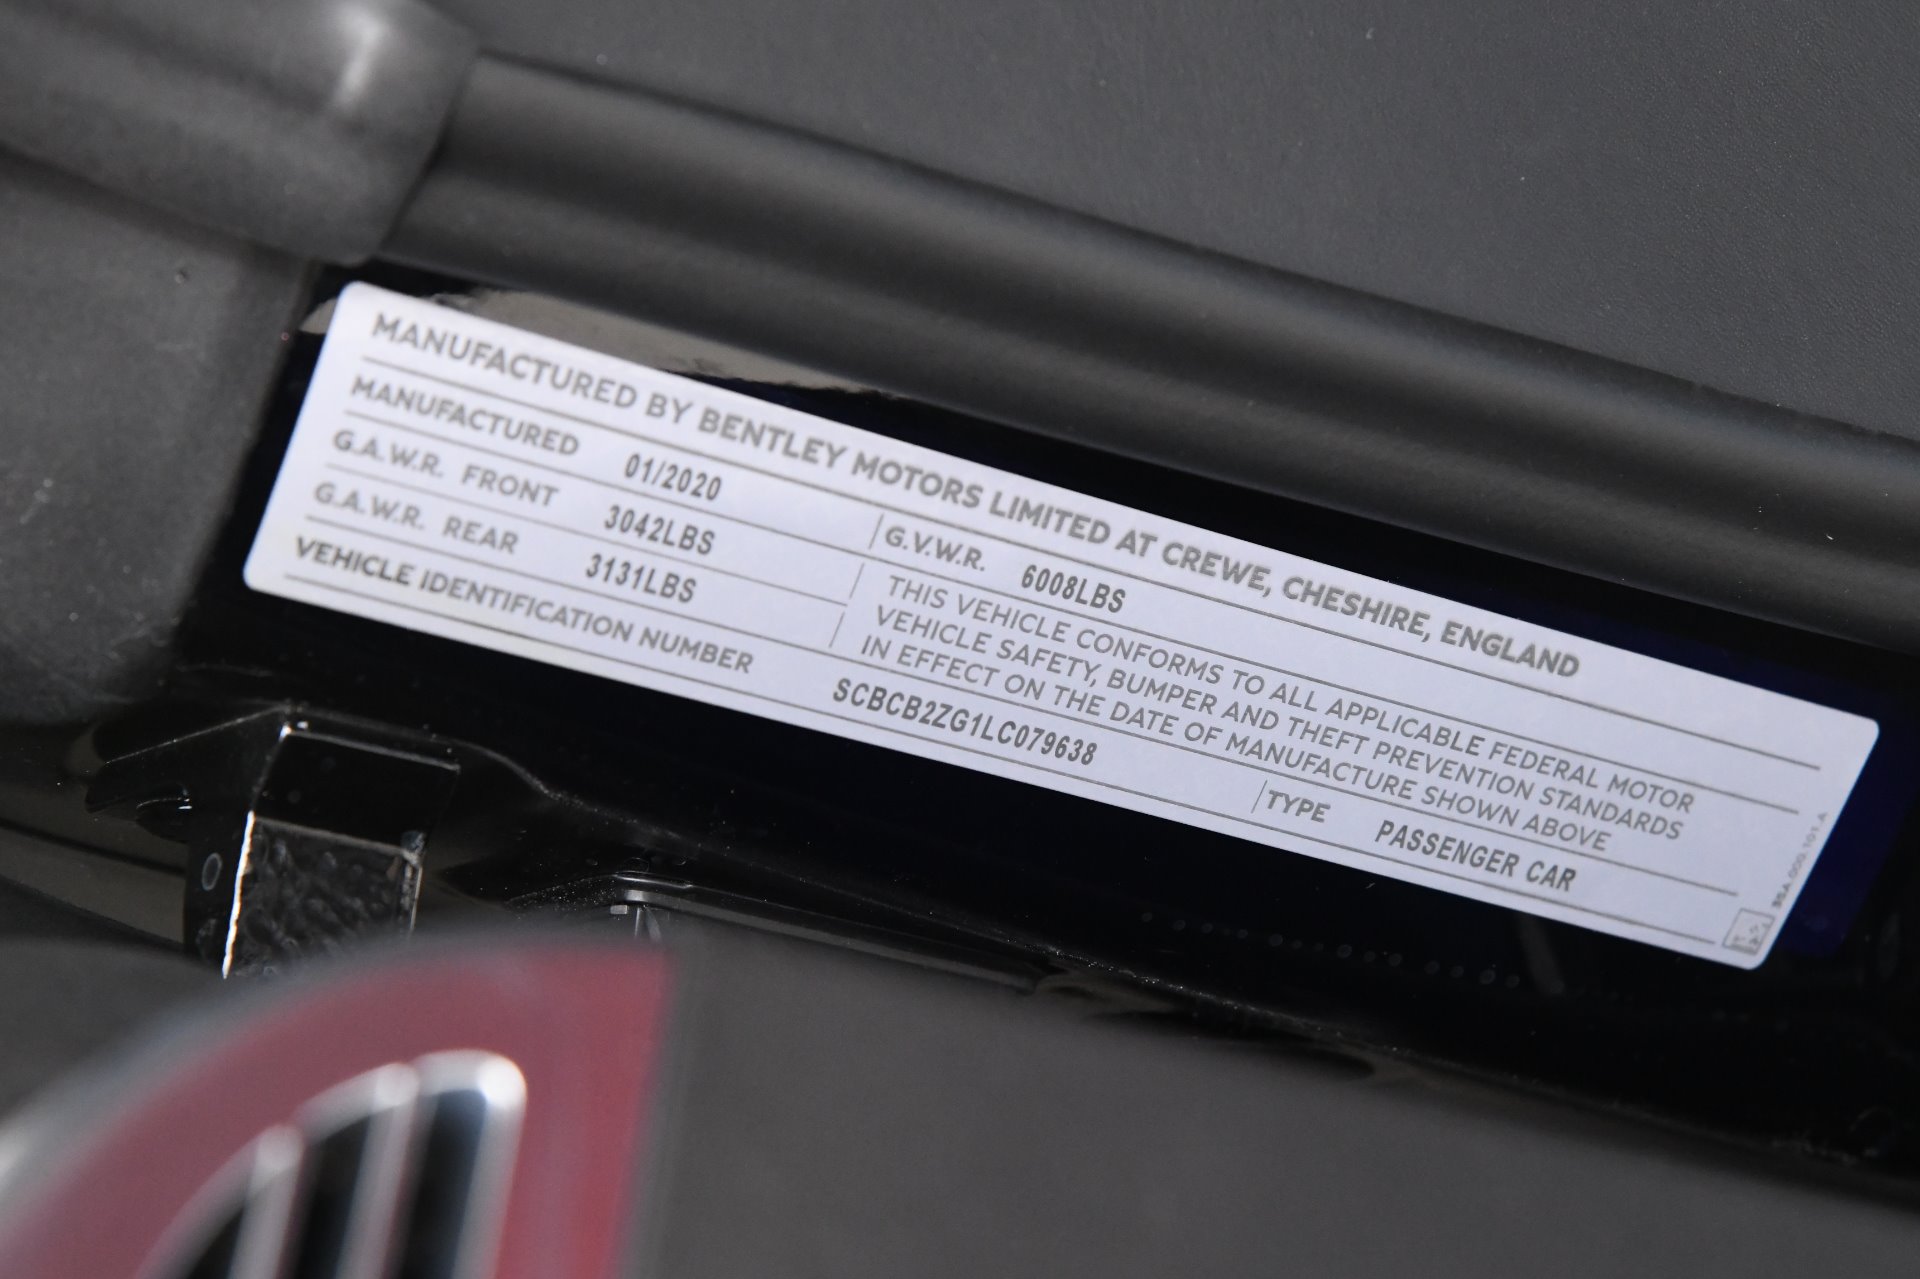 MANUFACTURED BY BENTLEY MOTORS LIMITED AT CREWE, CHESHIRE, ENGLAND
MANUFACTURED 01/2020 G.V.W.R. 6008LBS
G.A.W.R. FRONT 3042LBS
G.A.W.R. REAR 3131LBS
THIS VEHICLE CONFORMS TO ALL APPLICABLE FEDERAL MOTOR
VEHICLE SAFETY, BUMPER AND THEFT PREVENTION STANDARDS
IN EFFECT ON THE DATE OF MANUFACTURE SHOWN ABOVE
VEHICLE IDENTIFICATION NUMBER SCBCB2ZG1LC079638 TYPE PASSENGER CAR